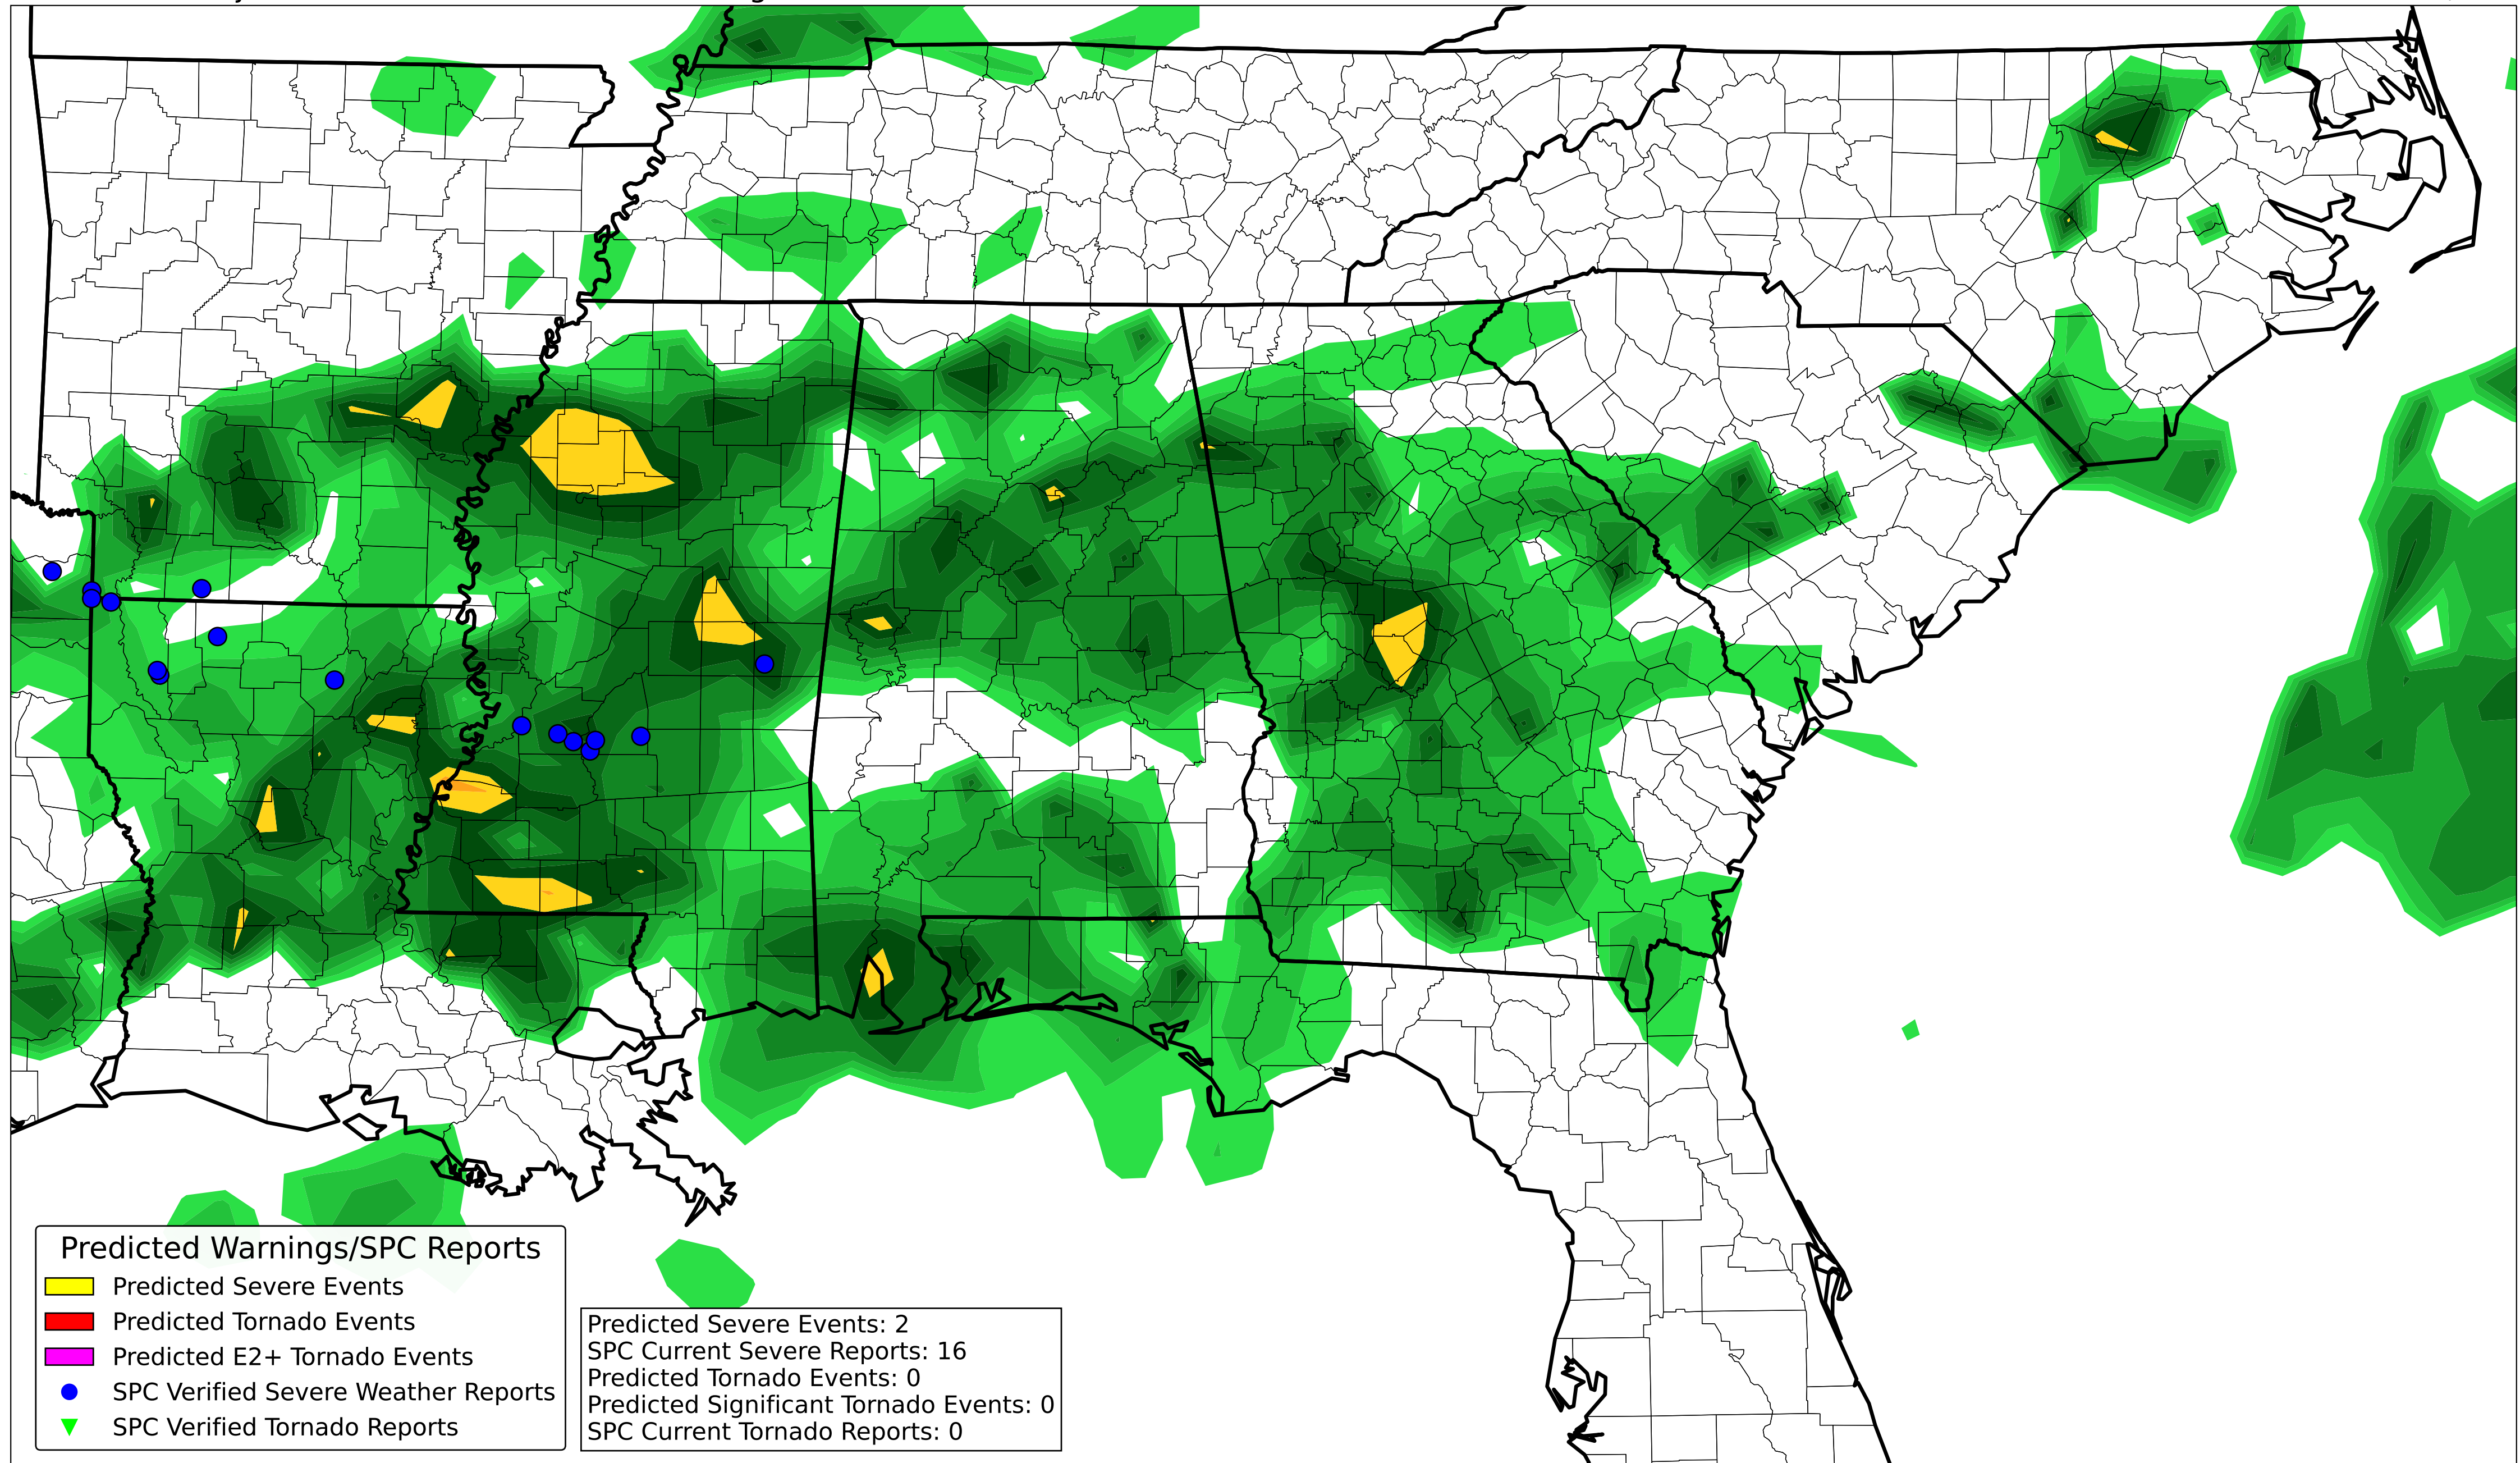 Predicted Warnings/SPC Reports
Predicted Severe Events
Predicted Tornado Events
Predicted E2+ Tornado Events
SPC Verified Severe Weather Reports
SPC Verified Tornado Reports
Predicted Severe Events: 2
SPC Current Severe Reports: 16
Predicted Tornado Events: 0
Predicted Significant Tornado Events: 0
SPC Current Tornado Reports: 0